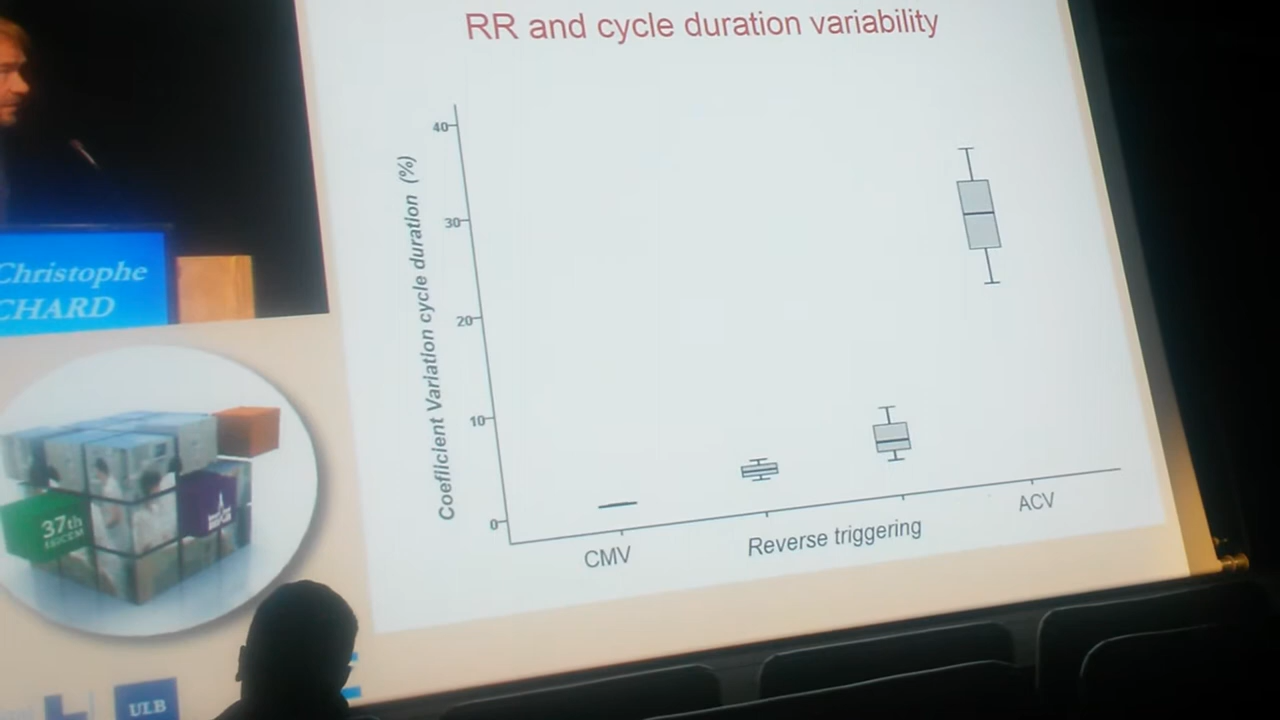 RR and cycle duration variability
Coefficient Variation cycle duration (%)
40
30
20
10
0
CMV
Reverse triggering
ACV
Christophe
CHARD
37th
ISICEM
ULB